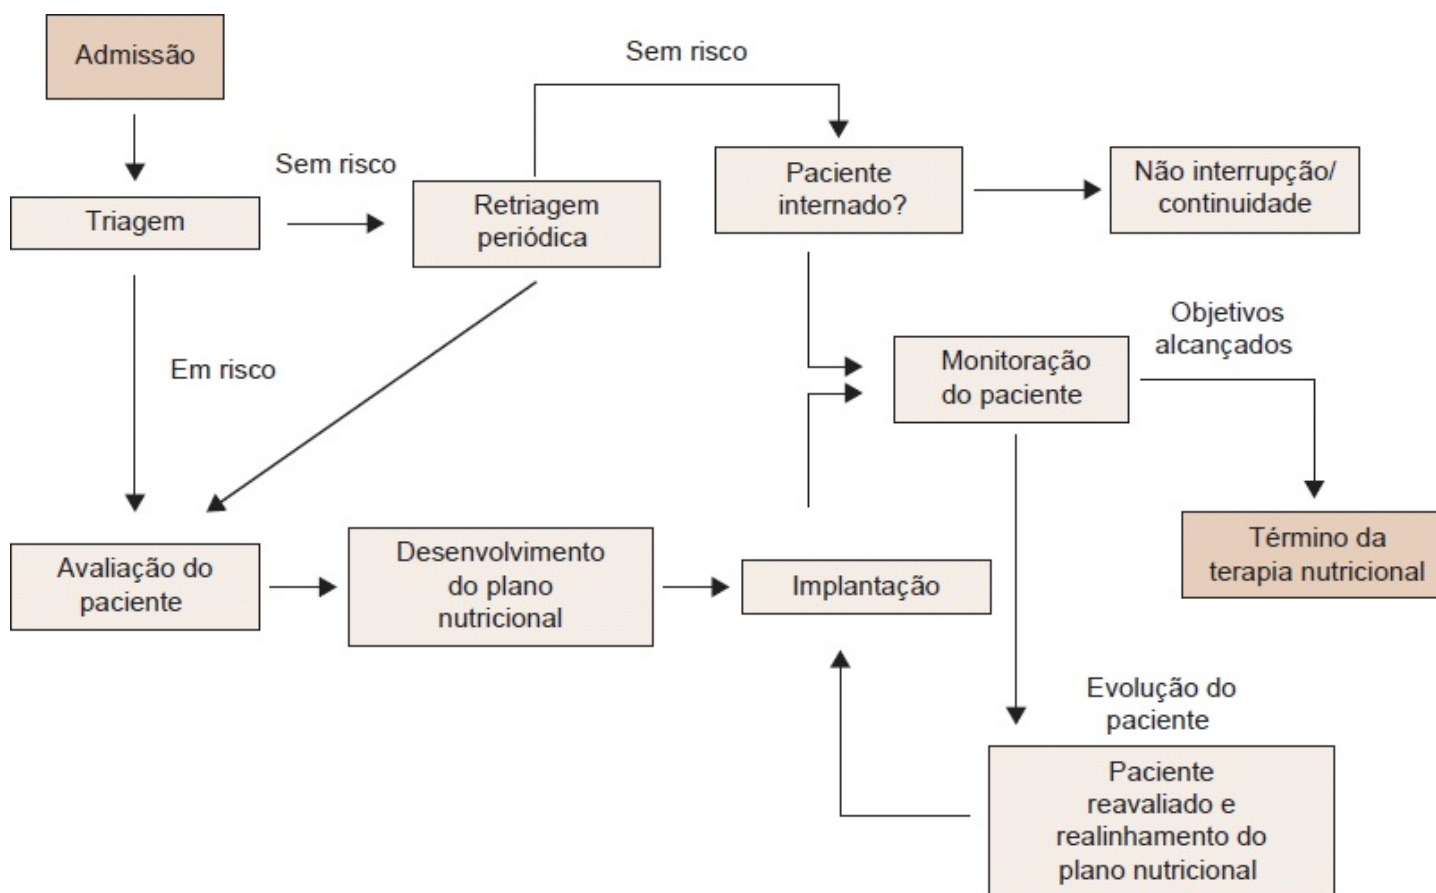 Admissão
Sem risco
Sem risco
Triagem
Retriagem
periódica
Paciente
internado?
Não interrupção/
continuidade
Em risco
Monitoração
do paciente
Objetivos
alcançados
Avaliação do
paciente
Desenvolvimento
do plano
nutricional
Implantação
Término da
terapia nutricional
Evolução do
paciente
Paciente
reavaliado e
realinhamento do
plano nutricional